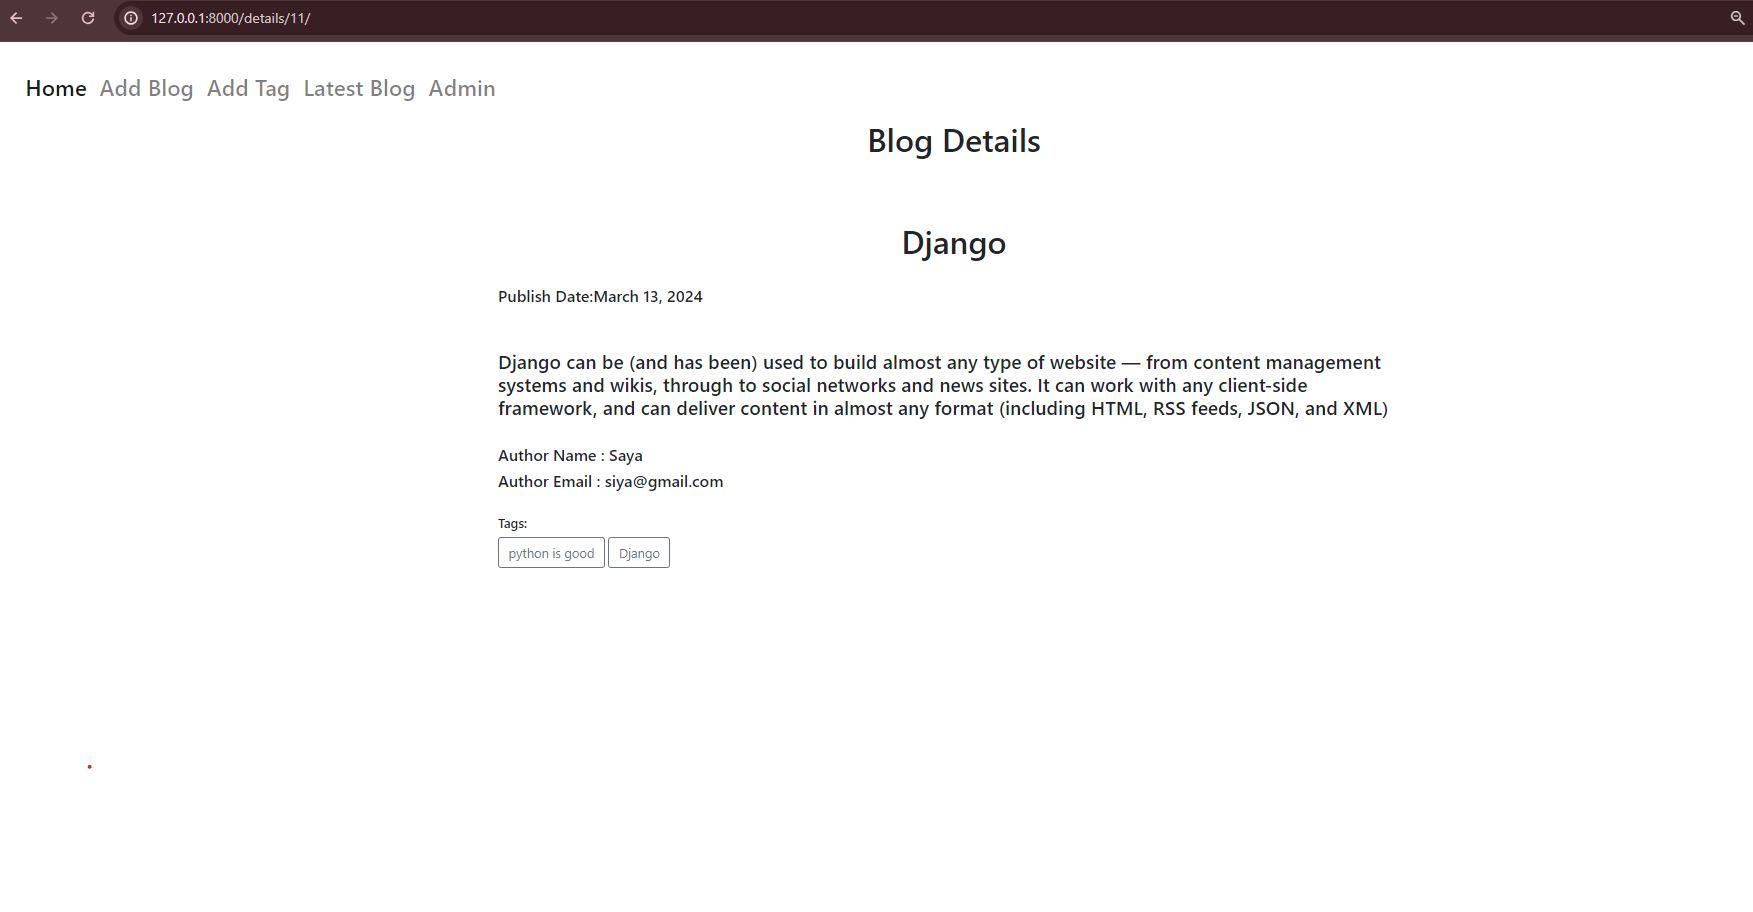 127.0.0.1:8000/details/11/
Home Add Blog Add Tag Latest Blog Admin
Blog Details
Django
Publish Date:March 13, 2024
Django can be (and has been) used to build almost any type of website — from content management
systems and wikis, through to social networks and news sites. It can work with any client-side
framework, and can deliver content in almost any format (including HTML, RSS feeds, JSON, and XML)
Author Name : Saya
Author Email : siya@gmail.com
Tags:
python is good Django